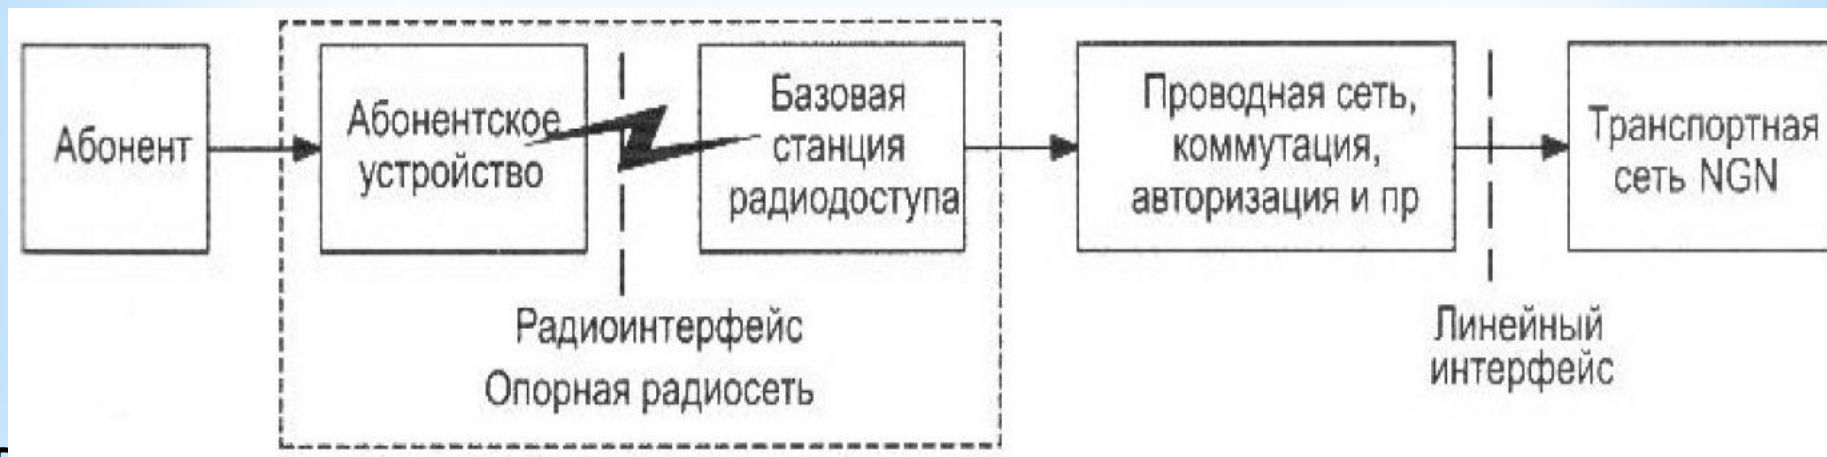 Абонент
Абонентское
устройство
Базовая
станция
радиодоступа
Проводная сеть,
коммутация,
авторизация и пр
Транспортная
сеть NGN
Радиоинтерфейс
Опорная радиосеть
Линейный
интерфейс